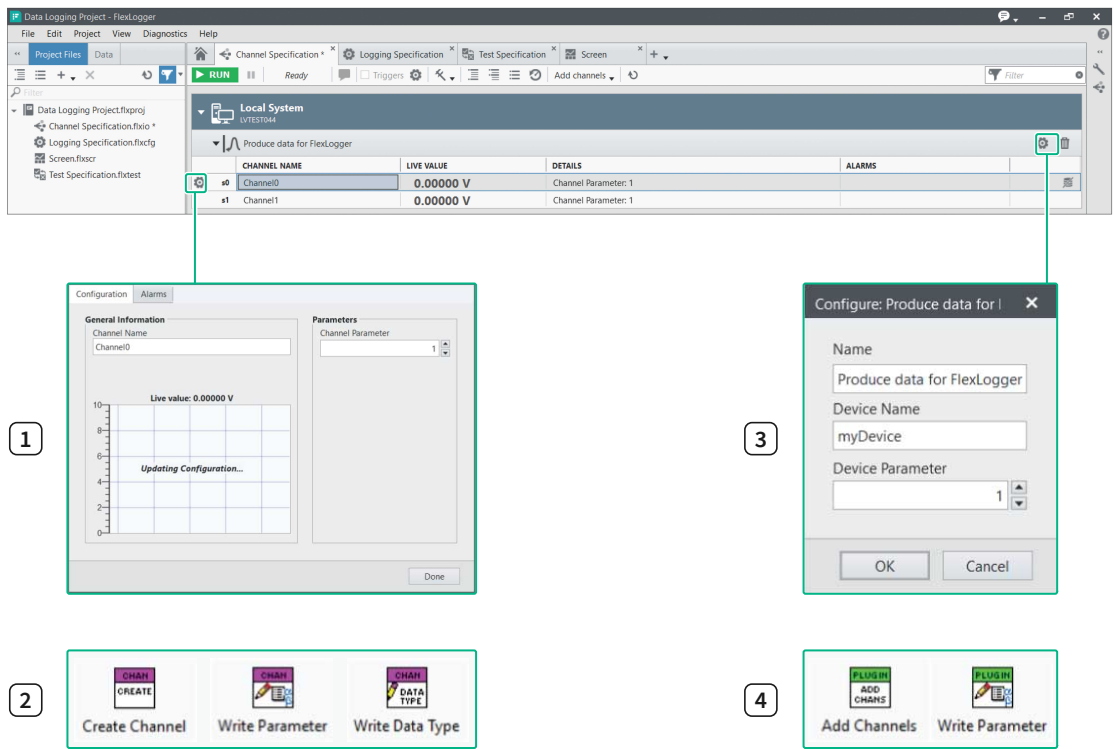 Data Logging Project - FlexLogger
File Edit Project View Diagnostics Help
Project Files Data
Channel Specification * Logging Specification Test Specification Screen
RUN Ready Triggers Add channels Filter
Filter
Data Logging Project.flxproj
Channel Specification.flxio *
Logging Specification.flxcfg
Screen.flxscr
Test Specification.flxtest
Local System
LVTEST044
Produce data for FlexLogger
CHANNEL NAME LIVE VALUE DETAILS ALARMS
s0 Channel0 0.00000 V Channel Parameter: 1
s1 Channel1 0.00000 V Channel Parameter: 1
Configuration Alarms
General Information
Channel Name
Channel0
Parameters
Channel Parameter
1
Live value: 0.00000 V
10
8
6
4
2
0
Updating Configuration...
Done
1
Configure: Produce data for
Name
Produce data for FlexLogger
Device Name
myDevice
Device Parameter
1
OK Cancel
3
2
CHAN
CREATE
Create Channel
CHAN
Write Parameter
CHAN
DATA
TYPE
Write Data Type
4
PLUGIN
ADD
CHANS
Add Channels
PLUGIN
Write Parameter